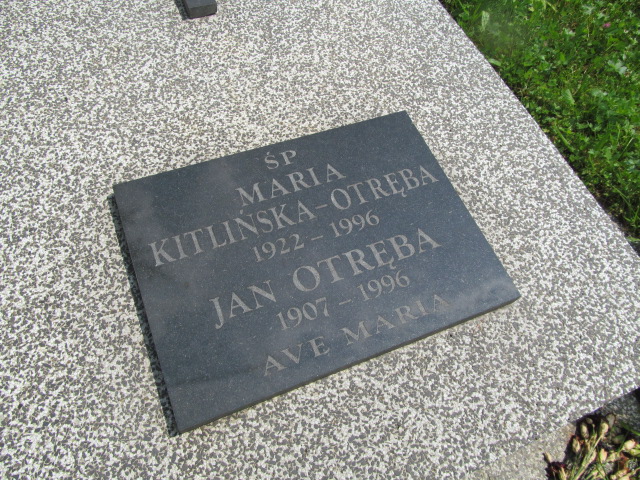 ŚP
MARIA
KITLIŃSKA-OTRĘBA
1922 - 1996
JAN OTRĘBA
1907 - 1996
AVE MARIA